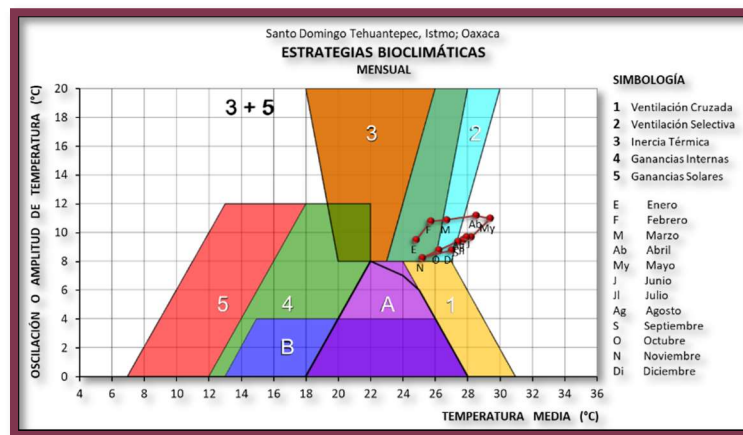 Santo Domingo Tehuantepec, Istmo; Oaxaca
ESTRATEGIAS BIOCLIMÁTICAS
MENSUAL
OSCILACIÓN O AMPLITUD DE TEMPERATURA (°C)
20
18
16
14
12
10
8
6
4
2
0
3 + 5
3
2
5
4
B
A
1
E
F
M
Ab
My
N
O
Di
4 6 8 10 12 14 16 18 20 22 24 26 28 30 32 34 36
TEMPERATURA MEDIA (°C)
SIMBOLOGÍA
1 Ventilación Cruzada
2 Ventilación Selectiva
3 Inercia Térmica
4 Ganancias Internas
5 Ganancias Solares
E Enero
F Febrero
M Marzo
Ab Abril
My Mayo
J Junio
Jl Julio
Ag Agosto
S Septiembre
O Octubre
N Noviembre
Di Diciembre